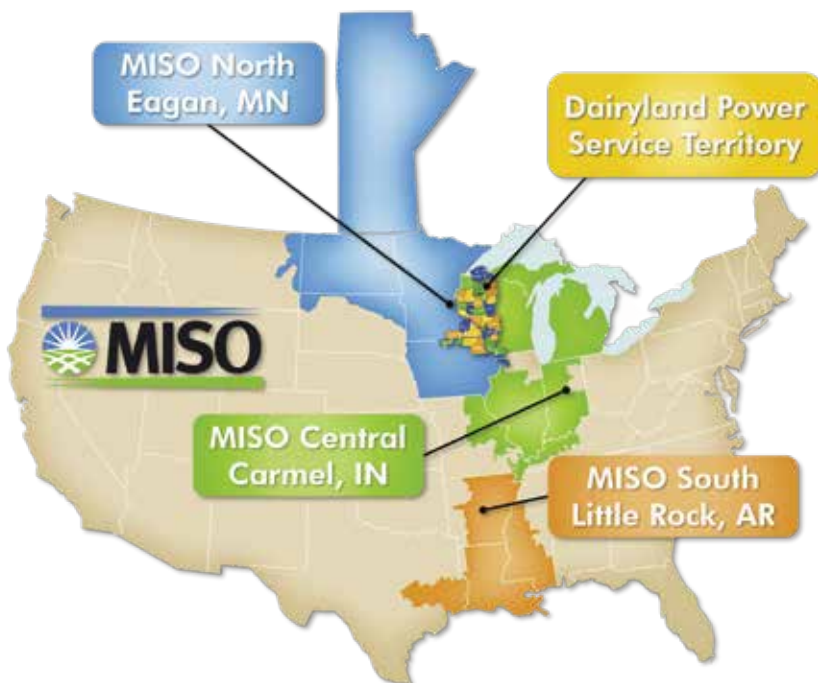 MISO North
Eagan, MN
Dairyland Power
Service Territory
MISO
MISO Central
Carmel, IN
MISO South
Little Rock, AR